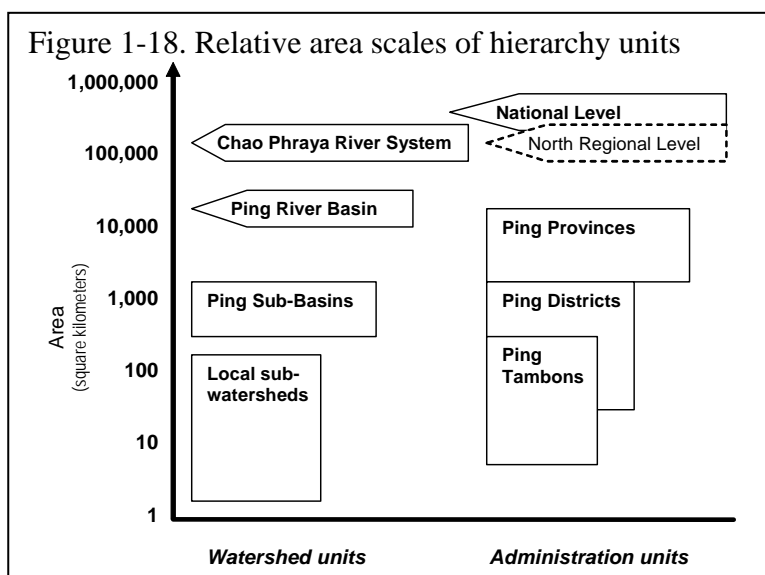 Figure 1-18. Relative area scales of hierarchy units
1,000,000
100,000
10,000
1,000
100
10
1
Area
(square kilometers)
National Level
Chao Phraya River System
North Regional Level
Ping River Basin
Ping Provinces
Ping Sub-Basins
Ping Districts
Local sub-
watersheds
Ping
Tambons
Watershed units
Administration units